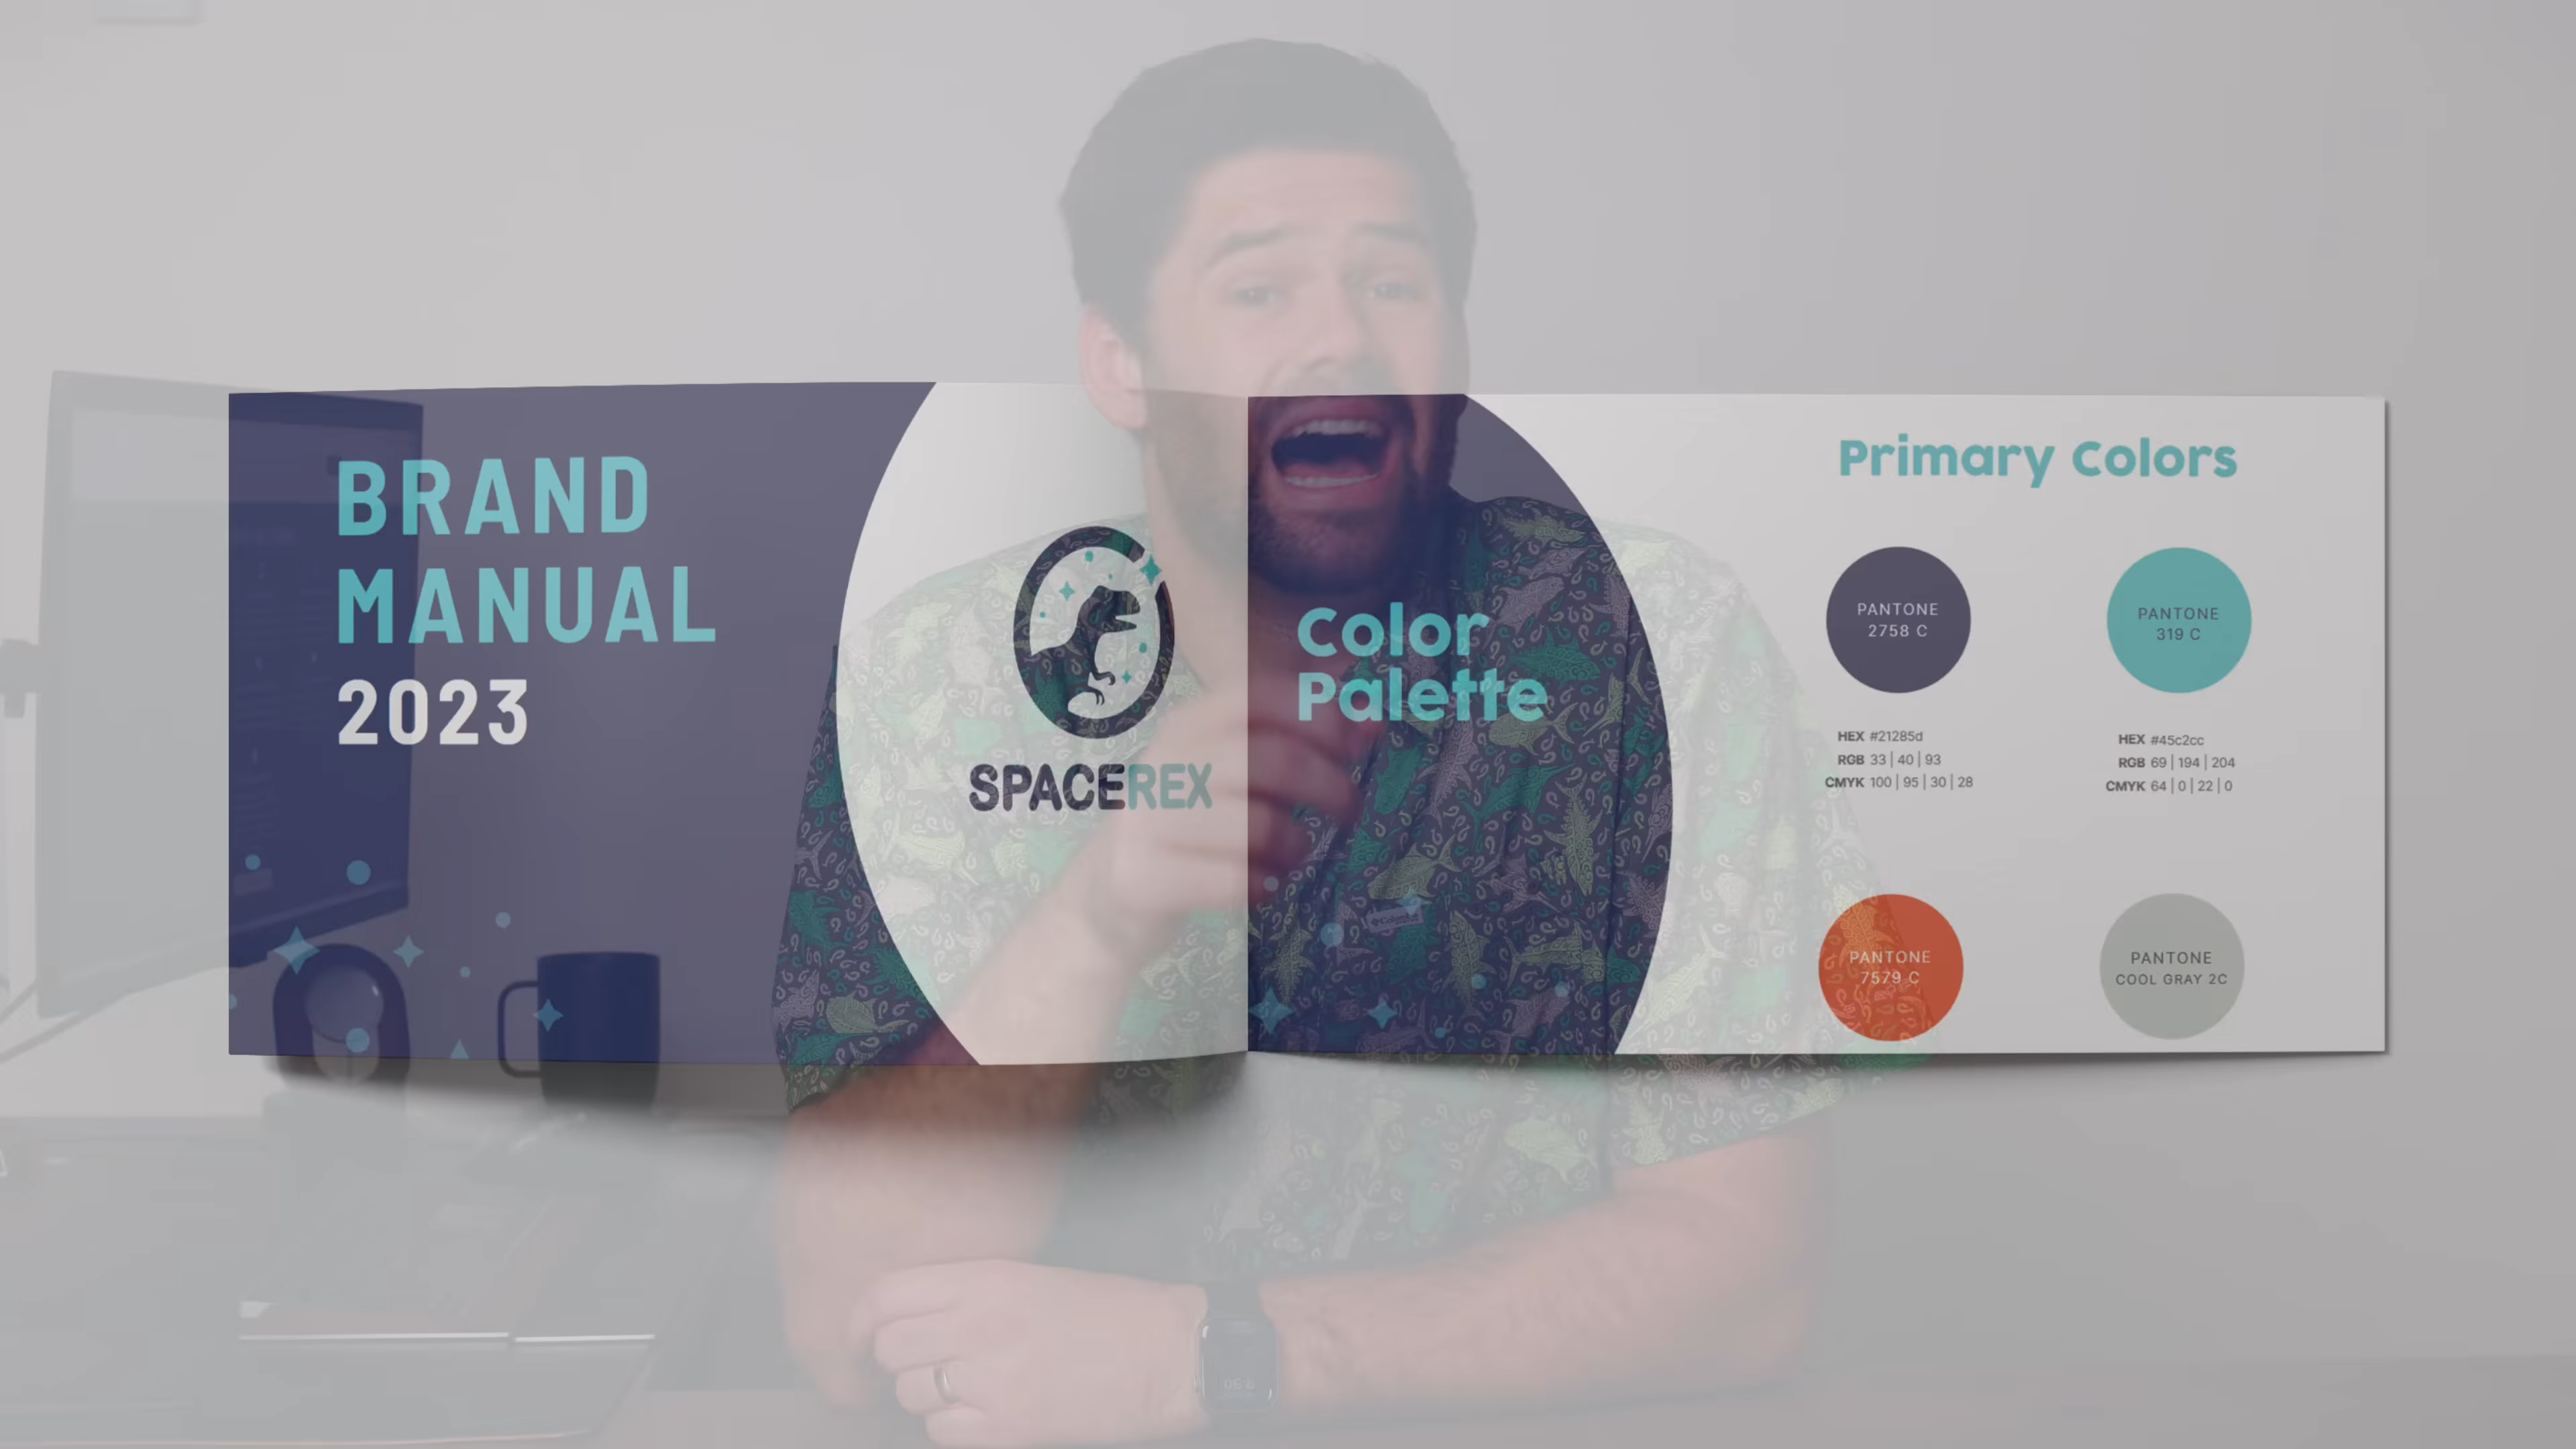 BRAND
MANUAL
2023
SPACEREX
Color
Palette
Primary Colors
PANTONE
2758 C
HEX #21285d
RGB 33 | 40 | 93
CMYK 100 | 95 | 30 | 28
PANTONE
319 C
HEX #45c2cc
RGB 69 | 194 | 204
CMYK 64 | 0 | 22 | 0
PANTONE
7579 C
PANTONE
COOL GRAY 2C